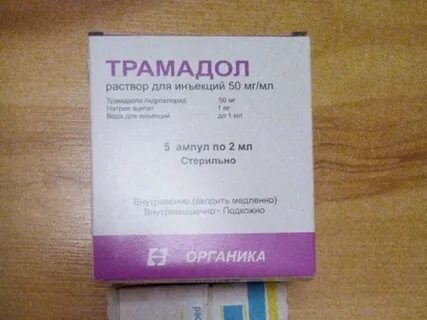 ТРАМАДОЛ
раствор для инъекций 50 мг/мл
Трамадола гидрохлорид 50 мг
Натрия ацетат 1 мг
Вода для инъекций до 1 мл
5 ампул по 2 мл
Стерильно
Внутривенно (вводить медленно)
Внутримышечно • Подкожно
ОРГАНИКА